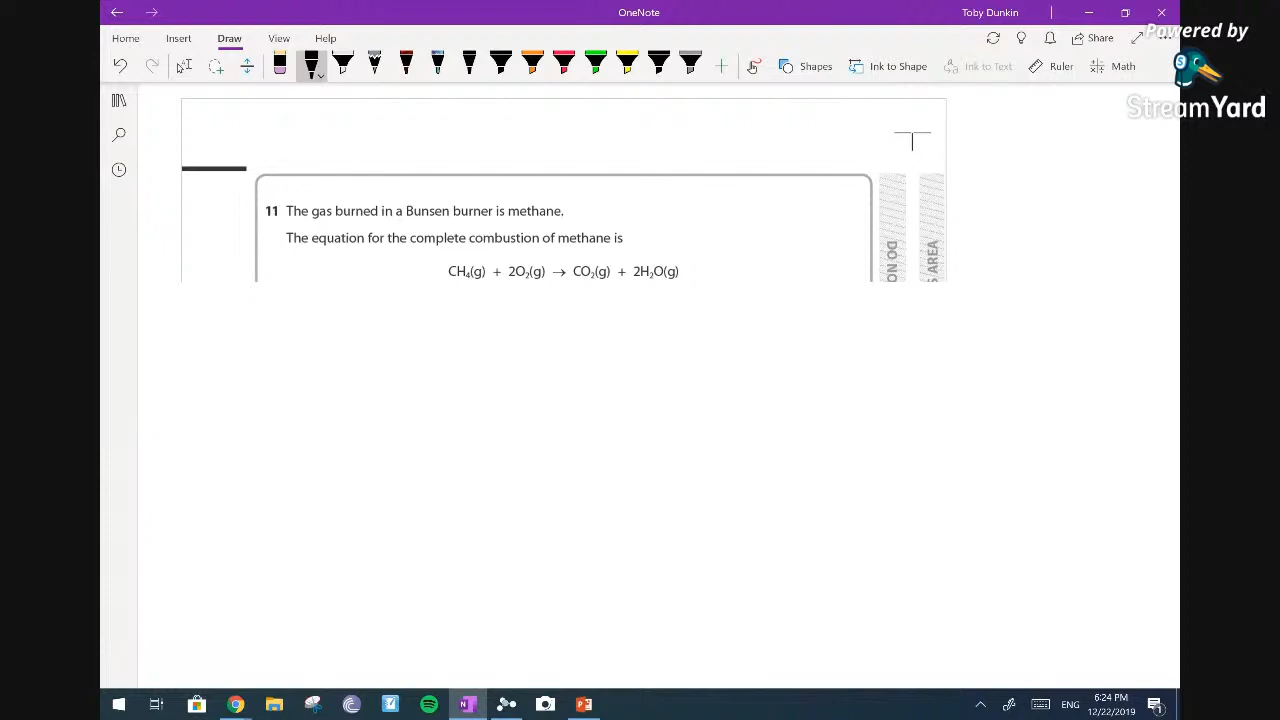 OneNote
Toby Dunkin
Powered by
StreamYard
Home Insert Draw View Help
Share
Shapes Ink to Shape Ink to Text Ruler Math
11 The gas burned in a Bunsen burner is methane.
The equation for the complete combustion of methane is
CH₄(g) + 2O₂(g) → CO₂(g) + 2H₂O(g)
DO NO
S AREA
6:24 PM
ENG
12/22/2019